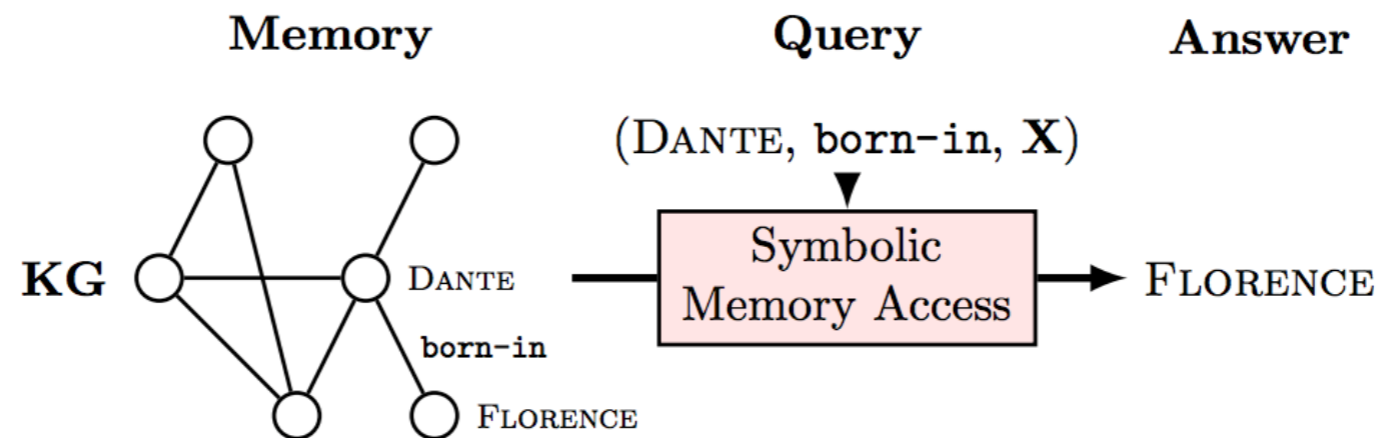 Memory
Query
Answer
KG
DANTE
born-in
FLORENCE
(DANTE, born-in, X)
Symbolic
Memory Access
FLORENCE